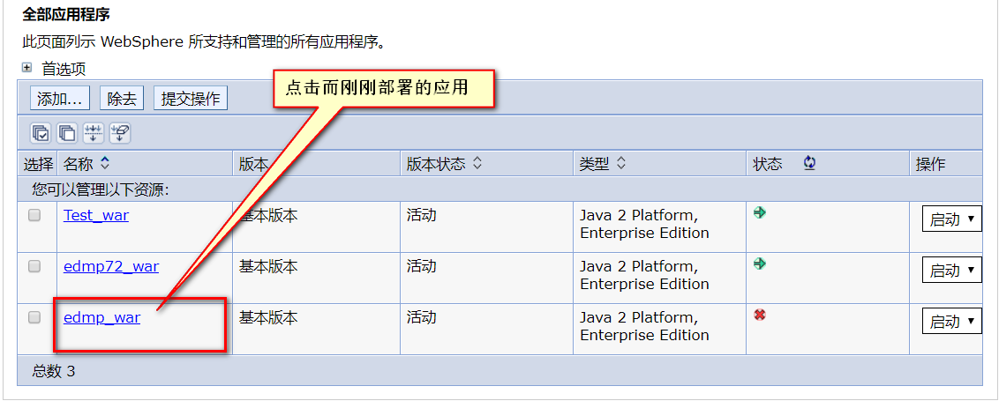 全部应用程序
此页面列示 WebSphere 所支持和管理的所有应用程序。
首选项
点击而刚刚部署的应用
添加... 除去 提交操作
选择 名称 版本 版本状态 类型 状态 操作
您可以管理以下资源:
Test_war 基本版本 活动 Java 2 Platform, Enterprise Edition 启动
edmp72_war 基本版本 活动 Java 2 Platform, Enterprise Edition 启动
edmp_war 基本版本 活动 Java 2 Platform, Enterprise Edition 启动
总数 3